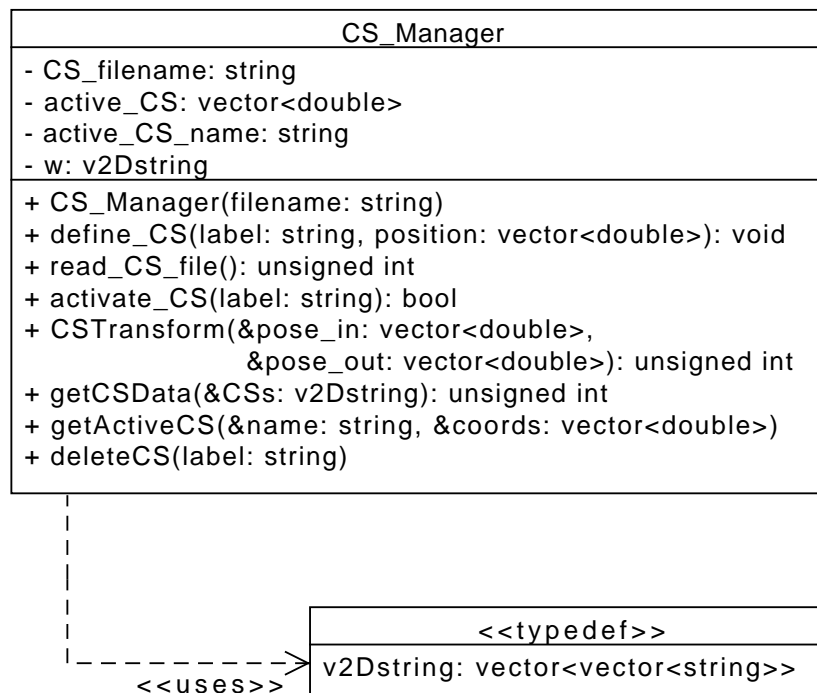 CS_Manager
- CS_filename: string
- active_CS: vector<double>
- active_CS_name: string
- w: v2Dstring
+ CS_Manager(filename: string)
+ define_CS(label: string, position: vector<double>): void
+ read_CS_file(): unsigned int
+ activate_CS(label: string): bool
+ CSTransform(&pose_in: vector<double>,
&pose_out: vector<double>): unsigned int
+ getCSData(&CSs: v2Dstring): unsigned int
+ getActiveCS(&name: string, &coords: vector<double>)
+ deleteCS(label: string)
<<typedef>>
v2Dstring: vector<vector<string>>
<<uses>>